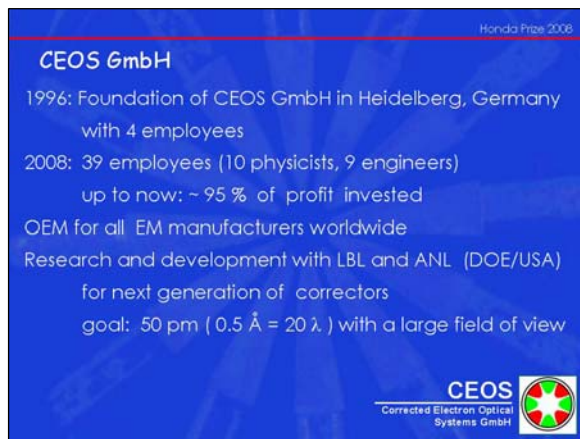 Honda Prize 2008
CEOS GmbH
1996: Foundation of CEOS GmbH in Heidelberg, Germany
with 4 employees
2008: 39 employees (10 physicists, 9 engineers)
up to now: ~ 95 % of profit invested
OEM for all EM manufacturers worldwide
Research and development with LBL and ANL (DOE/USA)
for next generation of correctors
goal: 50 pm ( 0.5 Å = 20 λ ) with a large field of view
CEOS
Corrected Electron Optical
Systems GmbH